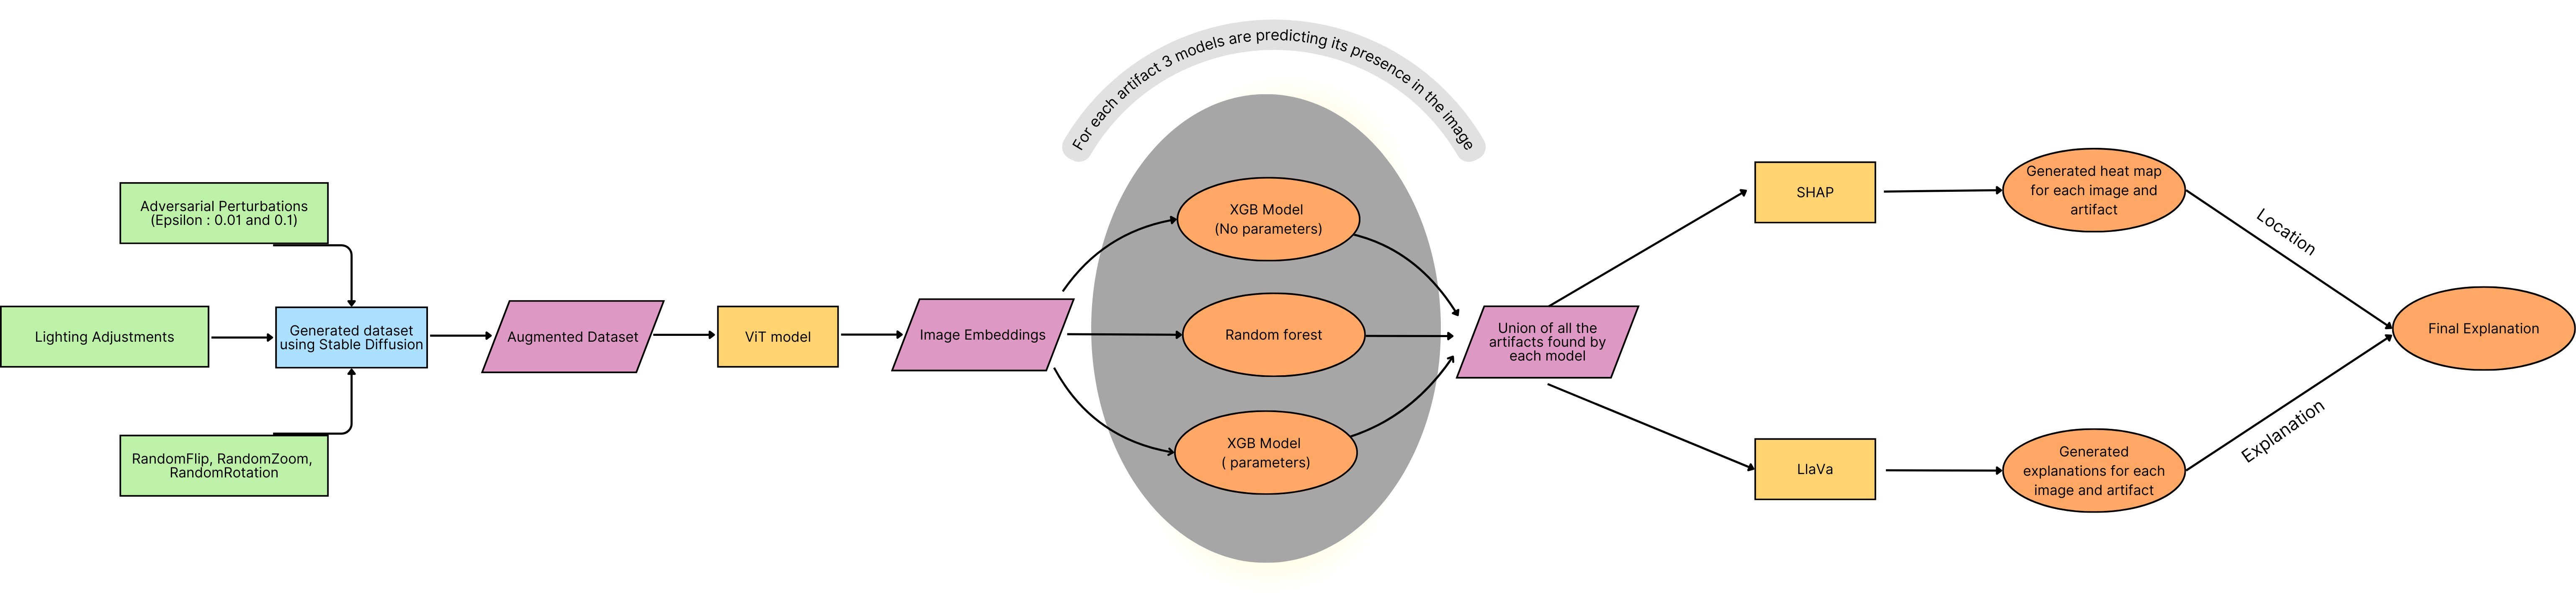 For each artifact 3 models are predicting its presence in the image
Adversarial Perturbations
(Epsilon : 0.01 and 0.1)
Lighting Adjustments
RandomFlip, RandomZoom,
RandomRotation
Generated dataset
using Stable Diffusion
Augmented Dataset
ViT model
Image Embeddings
XGB Model
(No parameters)
Random forest
XGB Model
( parameters)
Union of all the
artifacts found by
each model
SHAP
LlaVa
Generated heat map
for each image and
artifact
Generated
explanations for each
image and artifact
Location
Explanation
Final Explanation